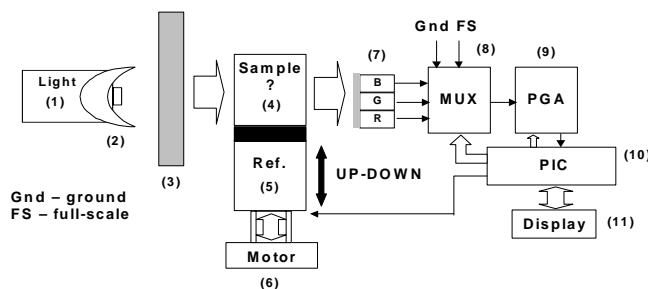 Gnd FS
(7)
(8)
(9)
Light
(1)
(2)
(3)
Sample
?
(4)
B
G
R
MUX
PGA
Ref.
(5)
UP-DOWN
PIC
(10)
Gnd – ground
FS – full-scale
Display
(11)
Motor
(6)